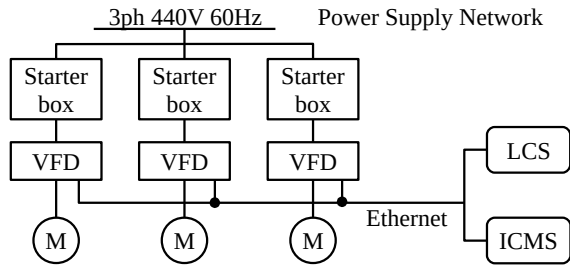 3ph 440V 60Hz
Power Supply Network
Starter box
Starter box
Starter box
VFD
VFD
VFD
LCS
Ethernet
M
M
M
ICMS